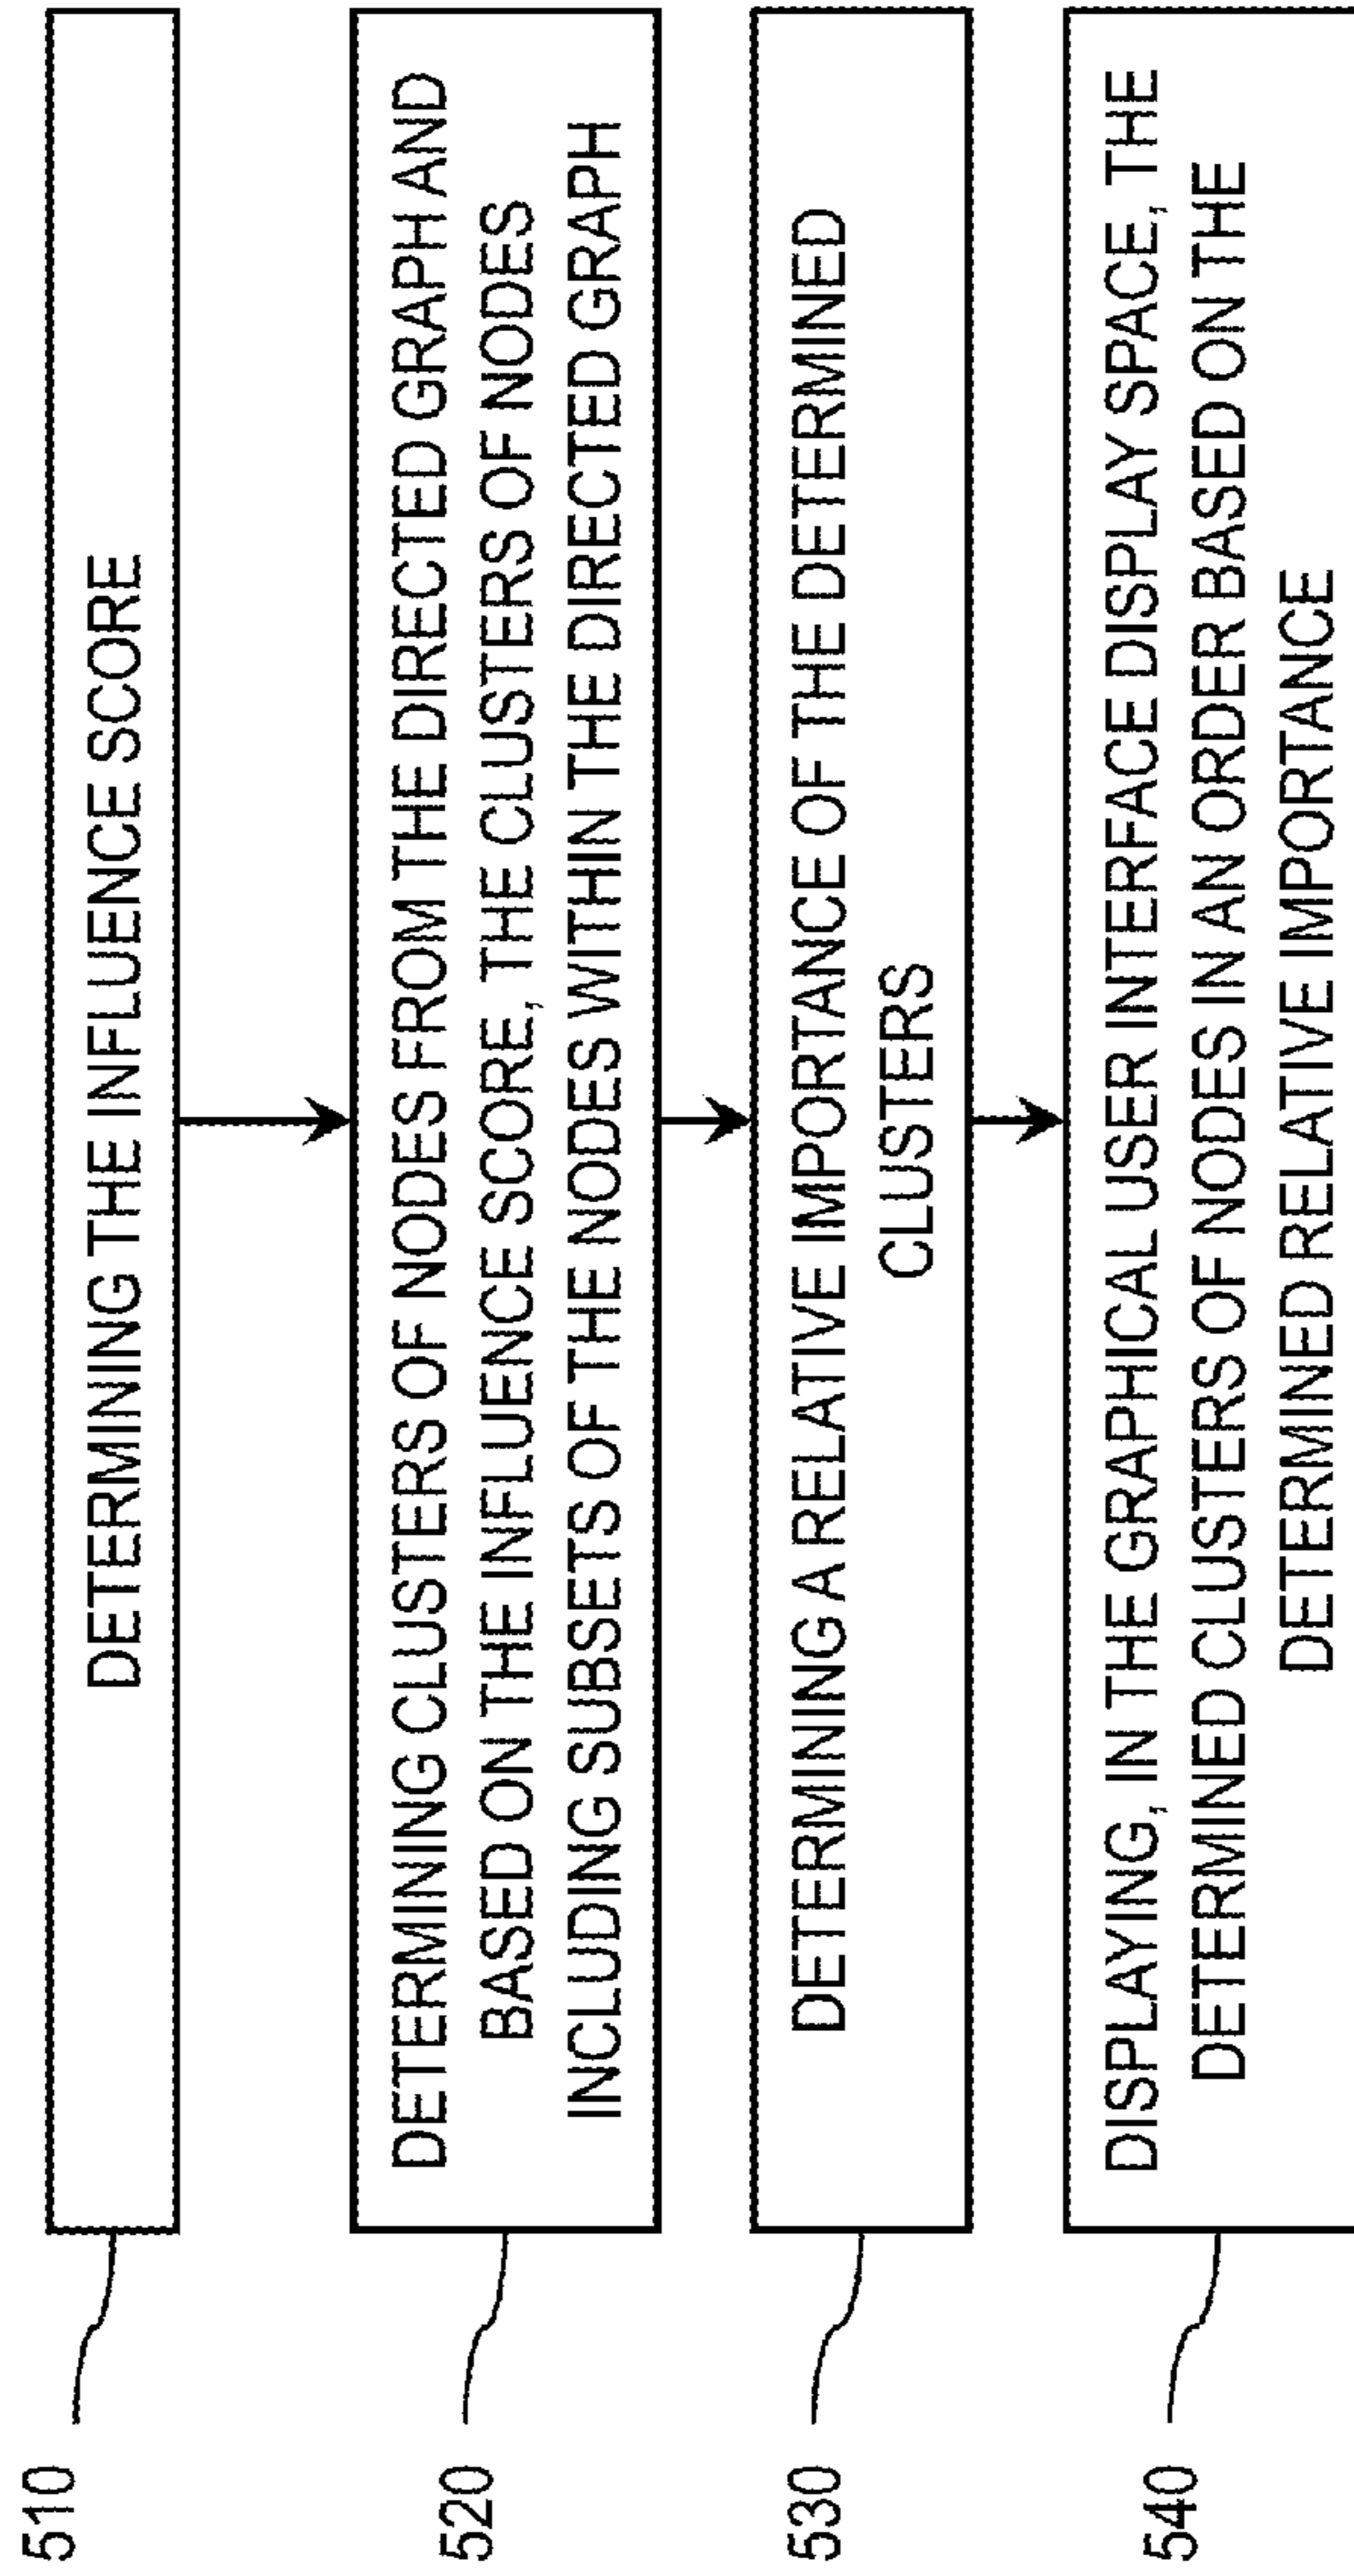 510
DETERMINING THE INFLUENCE SCORE
520
DETERMINING CLUSTERS OF NODES FROM THE DIRECTED GRAPH AND
BASED ON THE INFLUENCE SCORE, THE CLUSTERS OF NODES
INCLUDING SUBSETS OF THE NODES WITHIN THE DIRECTED GRAPH
530
DETERMINING A RELATIVE IMPORTANCE OF THE DETERMINED
CLUSTERS
540
DISPLAYING, IN THE GRAPHICAL USER INTERFACE DISPLAY SPACE, THE
DETERMINED CLUSTERS OF NODES IN AN ORDER BASED ON THE
DETERMINED RELATIVE IMPORTANCE